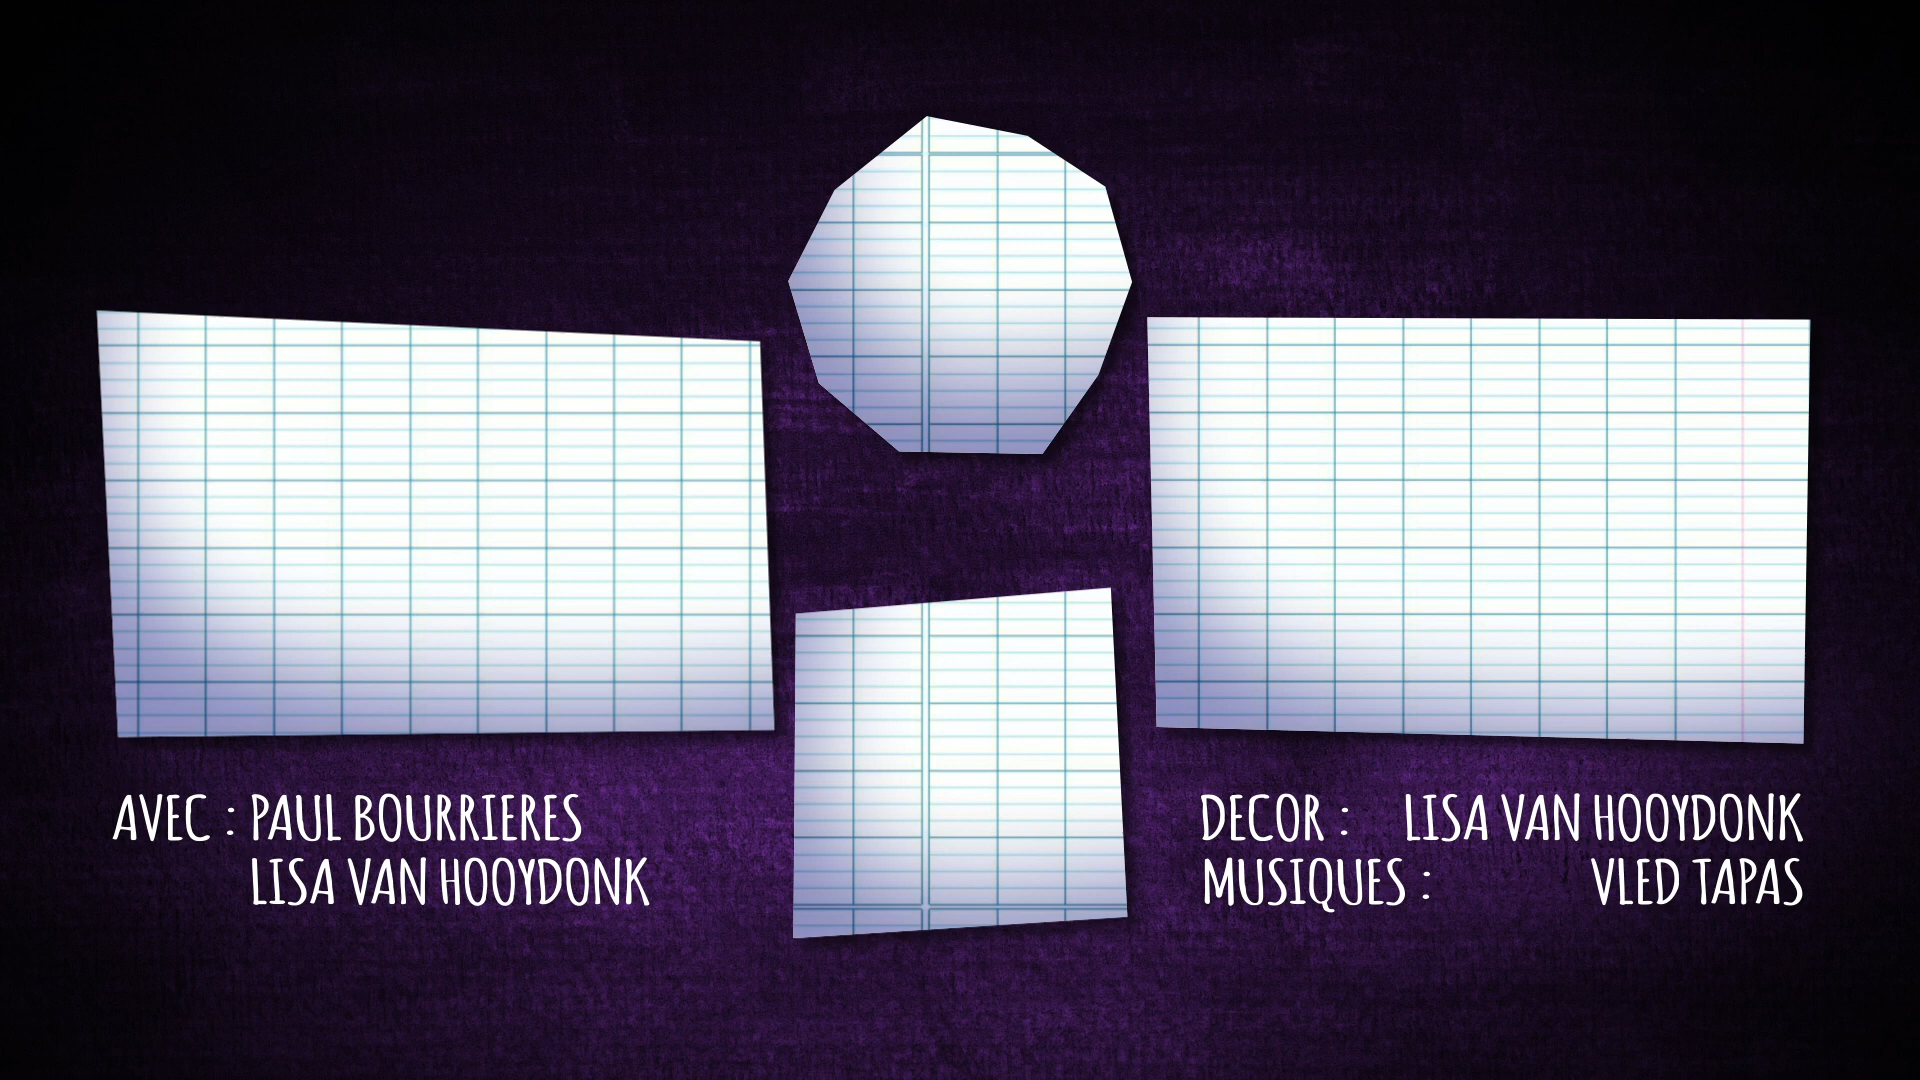 AVEC : PAUL BOURRIERES
LISA VAN HOOYDONK
DECOR : LISA VAN HOOYDONK
MUSIQUES : VLED TAPAS